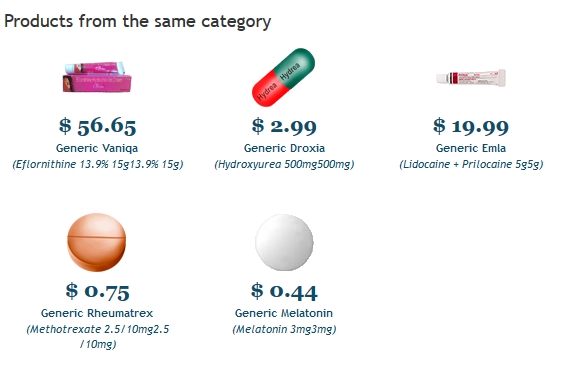 Products from the same category
Hydrea Hydrea
$ 56.65
$ 2.99
$ 19.99
Generic Vaniqa
Generic Droxia
Generic Emla
(Eflornithine 13.9% 15g13.9% 15g)
(Hydroxyurea 500mg500mg)
(Lidocaine + Prilocaine 5g5g)
$ 0.75
$ 0.44
Generic Rheumatrex
Generic Melatonin
(Methotrexate 2.5/10mg2.5
/10mg)
(Melatonin 3mg3mg)